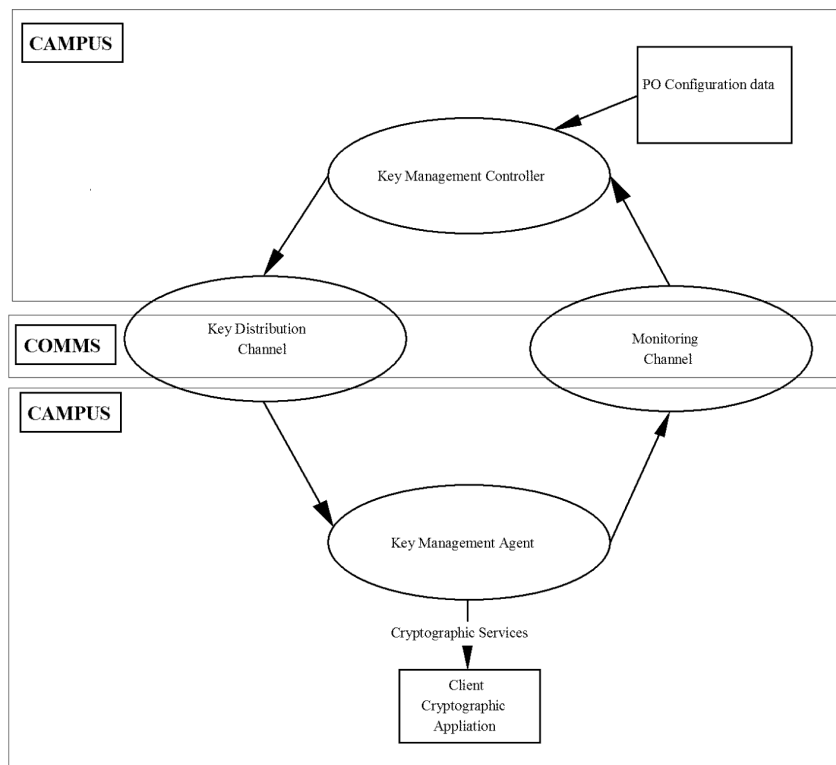 CAMPUS
PO Configuration data
Key Management Controller
Key Distribution
Channel
COMMS
Monitoring
Channel
CAMPUS
Key Management Agent
Cryptographic Services
Client
Cryptographic
Appliation